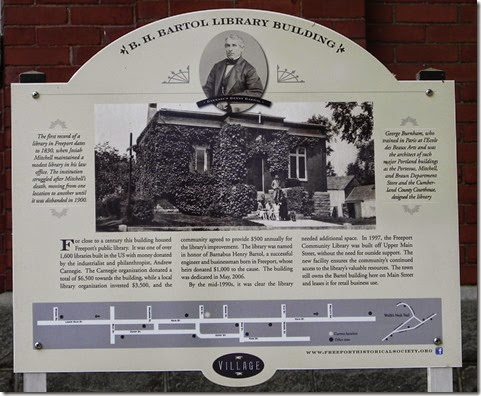 B. H. BARTOL LIBRARY BUILDING
The first record of a
library in Freeport dates
to 1830, when Josiah
Mitchell maintained a
modest library in his law
office. The institution
struggled after Mitchell's
death, moving from one
location to another until
it was disbanded in 1900.
George Burnham, who
trained in Paris at l'Ecole
des Beaux Arts and was
the architect of such
major Portland buildings
as the Porteous, Mitchell,
and Braun Department
Store and the Cumber-
land County Courthouse,
designed the library
For close to a century this building housed
Freeport's public library. It was one of over
1,600 libraries built in the US with money donated
by the industrialist and philanthropist, Andrew
Carnegie. The Carnegie organization donated a
total of $6,500 towards the building, while a local
library organization invested $3,500, and the
community agreed to provide $500 annually for
the library's improvement. The library was named
in honor of Barnabas Henry Bartol, a successful
engineer and businessman born in Freeport, whose
heirs donated $1,000 to the cause. The building
was dedicated in May, 2006.
By the mid-1990s, it was clear the library
needed additional space. In 1997, the Freeport
Community Library was built off Upper Main
Street, without the need for outside support. The
new facility ensures the community's continued
access to the library's valuable resources. The town
still owns the Bartol building here on Main Street
and leases it for retail business use.
WWW.FREEPORTHISTORICALSOCIETY.ORG
VILLAGE